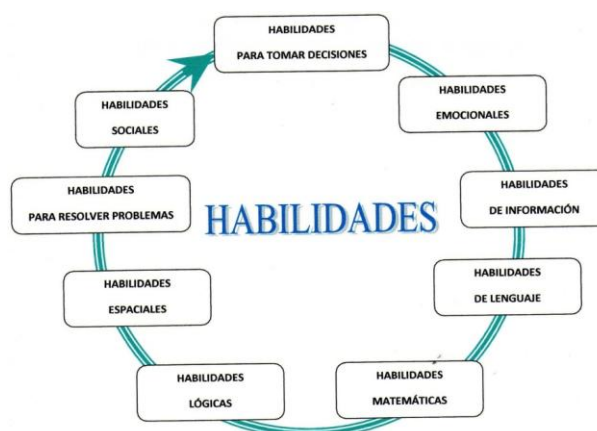 HABILIDADES
PARA TOMAR DECISIONES
HABILIDADES
EMOCIONALES
HABILIDADES
DE INFORMACIÓN
HABILIDADES
DE LENGUAJE
HABILIDADES
MATEMÁTICAS
HABILIDADES
LÓGICAS
HABILIDADES
ESPACIALES
HABILIDADES
PARA RESOLVER PROBLEMAS
HABILIDADES
SOCIALES
HABILIDADES